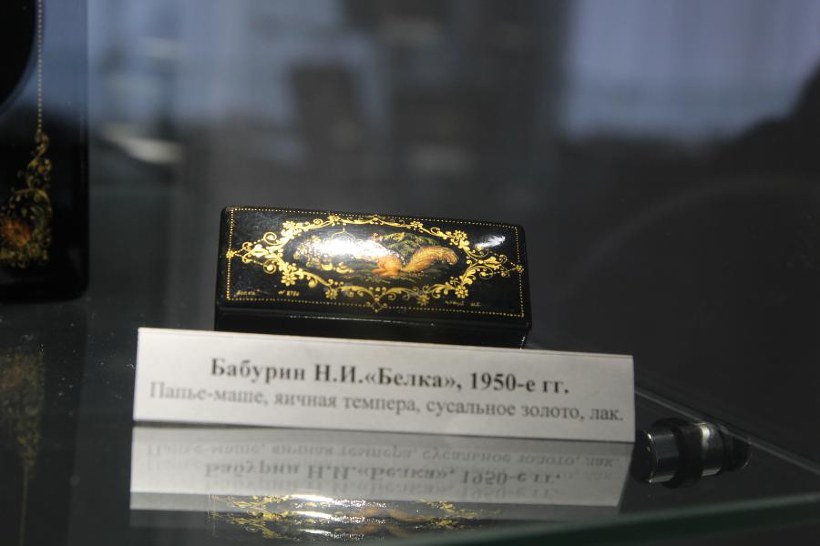 Бабурин Н.И.«Белка», 1950-е гг.
Папье-маше, яичная темпера, сусальное золото, лак.